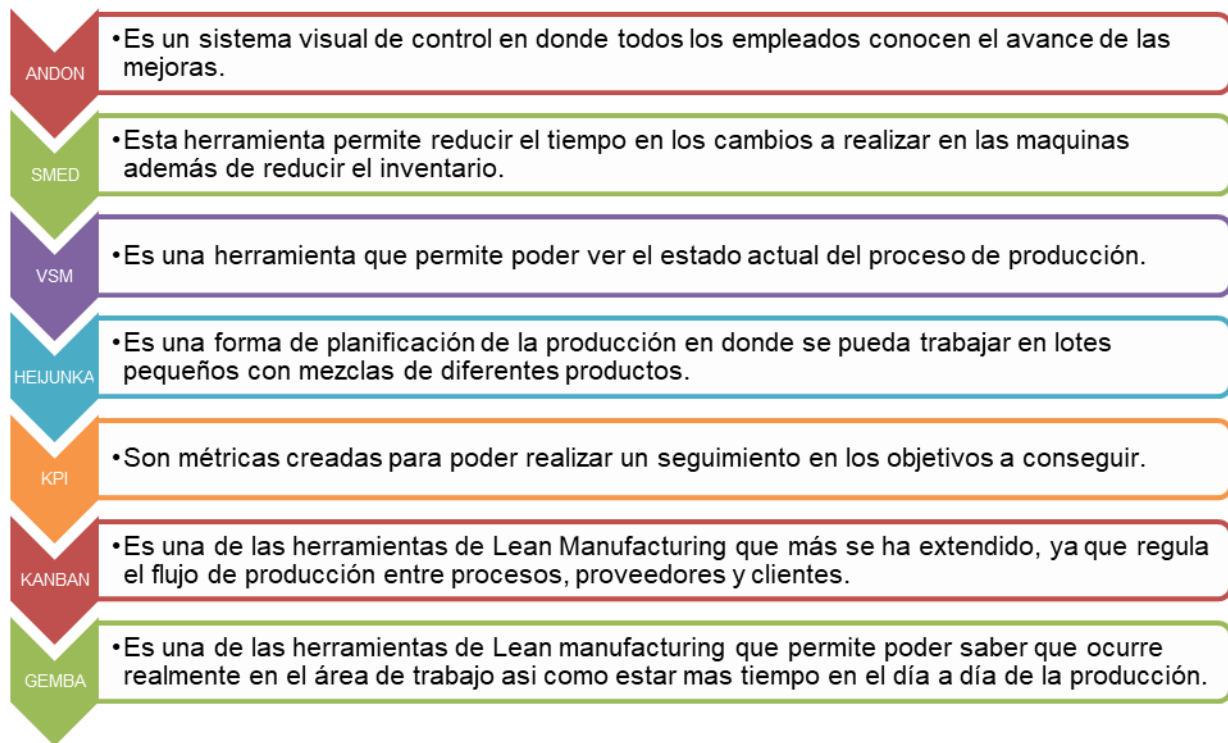 ANDON
•Es un sistema visual de control en donde todos los empleados conocen el avance de las
mejoras.
SMED
•Esta herramienta permite reducir el tiempo en los cambios a realizar en las maquinas
además de reducir el inventario.
VSM
•Es una herramienta que permite poder ver el estado actual del proceso de producción.
HEIJUNKA
•Es una forma de planificación de la producción en donde se pueda trabajar en lotes
pequeños con mezclas de diferentes productos.
KPI
•Son métricas creadas para poder realizar un seguimiento en los objetivos a conseguir.
KANBAN
•Es una de las herramientas de Lean Manufacturing que más se ha extendido, ya que regula
el flujo de producción entre procesos, proveedores y clientes.
GEMBA
•Es una de las herramientas de Lean manufacturing que permite poder saber que ocurre
realmente en el área de trabajo asi como estar mas tiempo en el día a día de la producción.